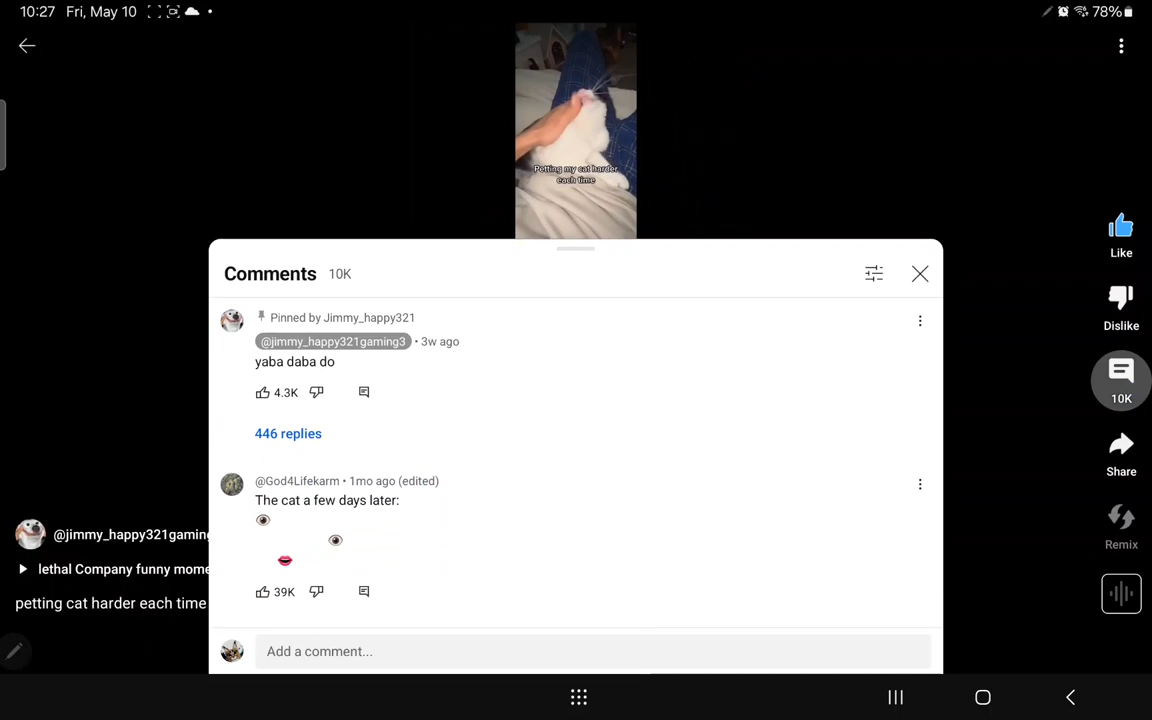 10:27 Fri, May 10
78%
Petting my cat harder
each time
Like
Dislike
10K
Share
Remix
Comments 10K
Pinned by Jimmy_happy321
@jimmy_happy321gaming3 • 3w ago
yaba daba do
4.3K
446 replies
@God4Lifekarm • 1mo ago (edited)
The cat a few days later:
👁
👁
👄
39K
Add a comment...
@jimmy_happy321gaming
lethal Company funny mome
petting cat harder each time